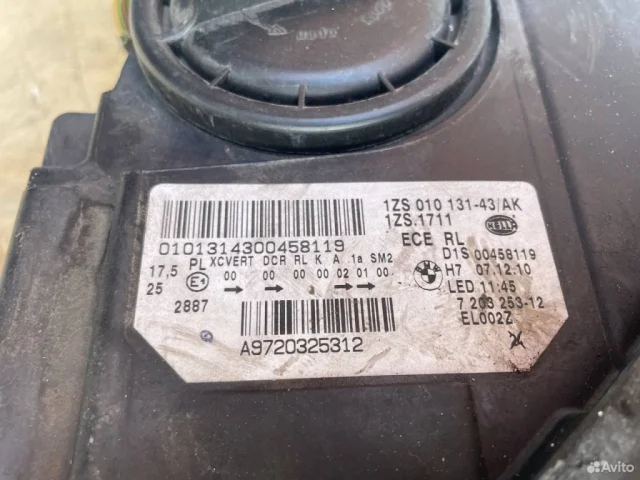 1ZS 010 131-43/AK
1ZS.1711
0101314300458119
ECE RL
HELLA
17,5 PL XCVERT DCR RL K A 1a SM2
D1S 00458119
25 E1 00 00 00 00 02 01 00
H7 07.12.10
LED 11:45
2887
7 203 253-12
EL002Z
A9720325312
24
Avito